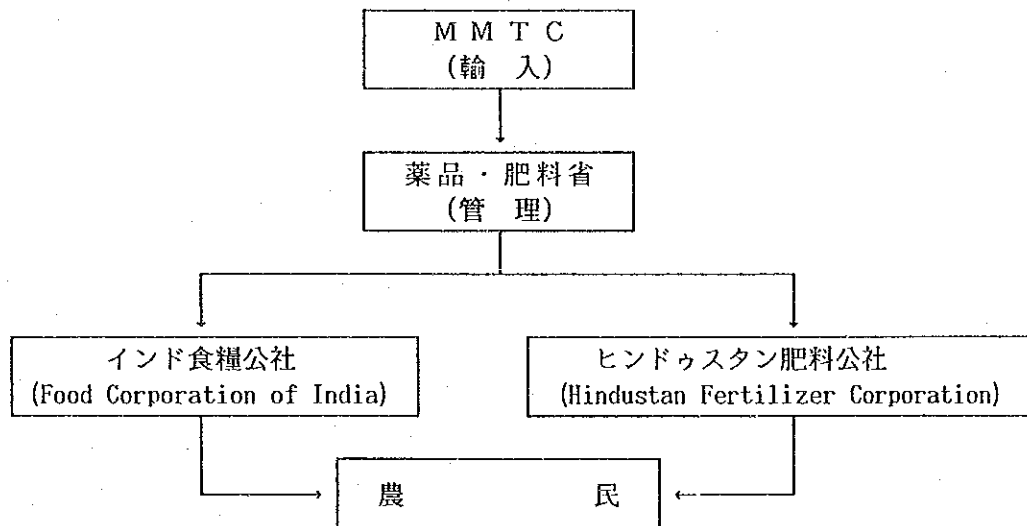 MMTC
(輸 入)
薬品・肥料省
(管 理)
インド食糧公社
(Food Corporation of India)
ヒンドゥスタン肥料公社
(Hindustan Fertilizer Corporation)
農 民